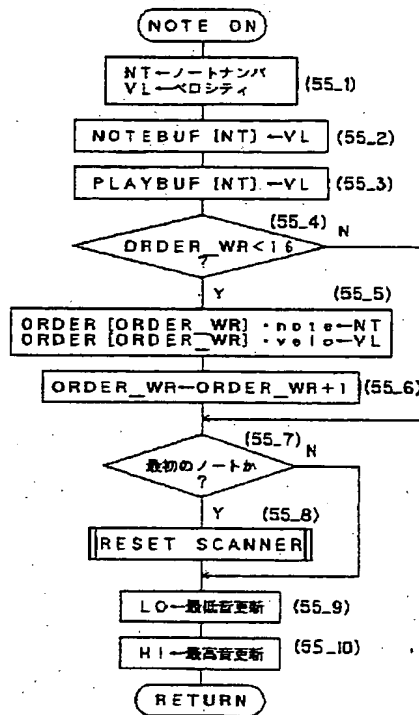 NOTE ON
NT←ノートナンバ
VL←ベロシティ
(55_1)
NOTEBUF [NT] ←VL
(55_2)
PLAYBUF [NT] ←VL
(55_3)
(55_4)
N
ORDER_WR<16
?
Y
(55_5)
ORDER [ORDER_WR] ・note←NT
ORDER [ORDER_WR] ・velo←VL
ORDER_WR←ORDER_WR+1
(55_6)
(55_7)
N
最初のノートか
?
Y
(55_8)
RESET SCANNER
LO←最低音更新
(55_9)
HI←最高音更新
(55_10)
RETURN